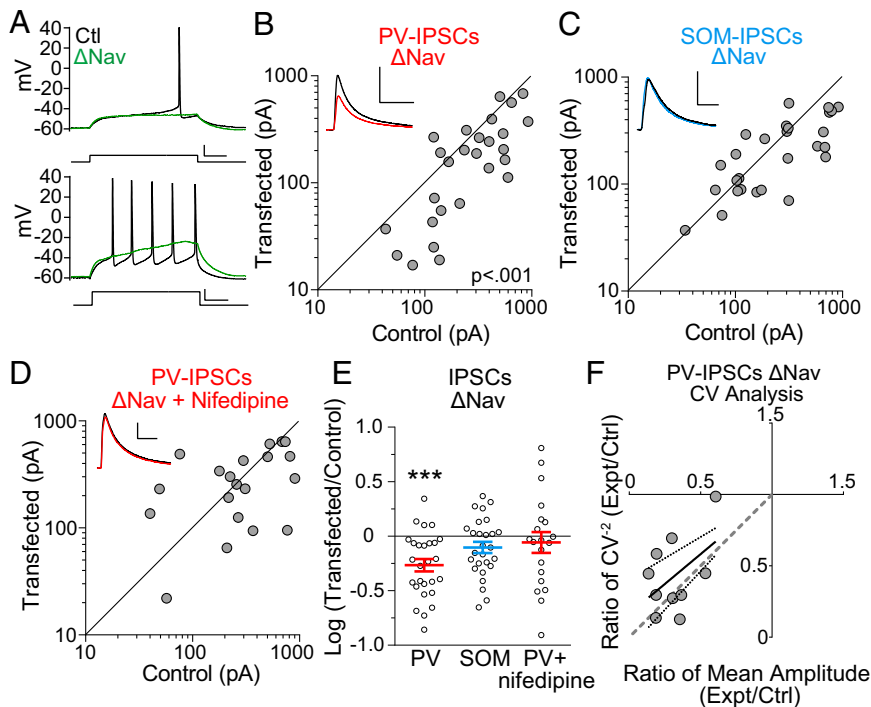 A
Ctl
ΔNav
mV
40
20
0
-20
-40
-60
mV
40
20
0
-20
-40
-60
B
PV-IPSCs
ΔNav
Transfected (pA)
1000
100
10
p<.001
10
100
1000
Control (pA)
C
SOM-IPSCs
ΔNav
Transfected (pA)
1000
100
10
10
100
1000
Control (pA)
D
PV-IPSCs
ΔNav + Nifedipine
Transfected (pA)
1000
100
10
10
100
1000
Control (pA)
E
IPSCs
ΔNav
Log (Transfected/Control)
1.0
0.5
0
-0.5
-1.0
***
PV
SOM
PV+
nifedipine
F
PV-IPSCs ΔNav
CV Analysis
1.5
0.5
1.5
0.5
0
Ratio of CV⁻² (Expt/Ctrl)
Ratio of Mean Amplitude
(Expt/Ctrl)